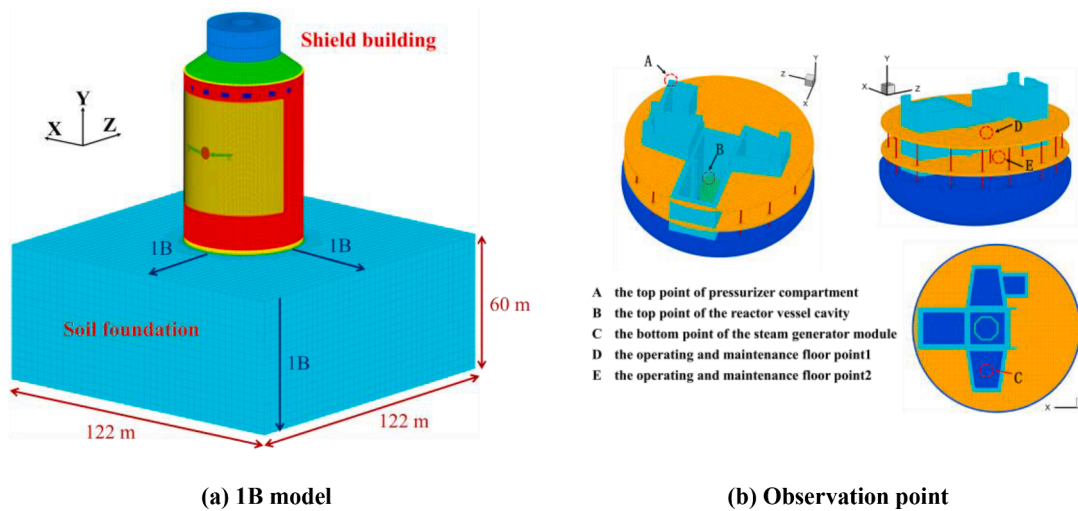 Shield building
Y
X
Z
1B
1B
Soil foundation
1B
60 m
122 m
122 m
(a) 1B model
A
B
Y
Z
X
Y
X
Z
D
E
A the top point of pressurizer compartment
B the top point of the reactor vessel cavity
C the bottom point of the steam generator module
D the operating and maintenance floor point1
E the operating and maintenance floor point2
C
X
(b) Observation point